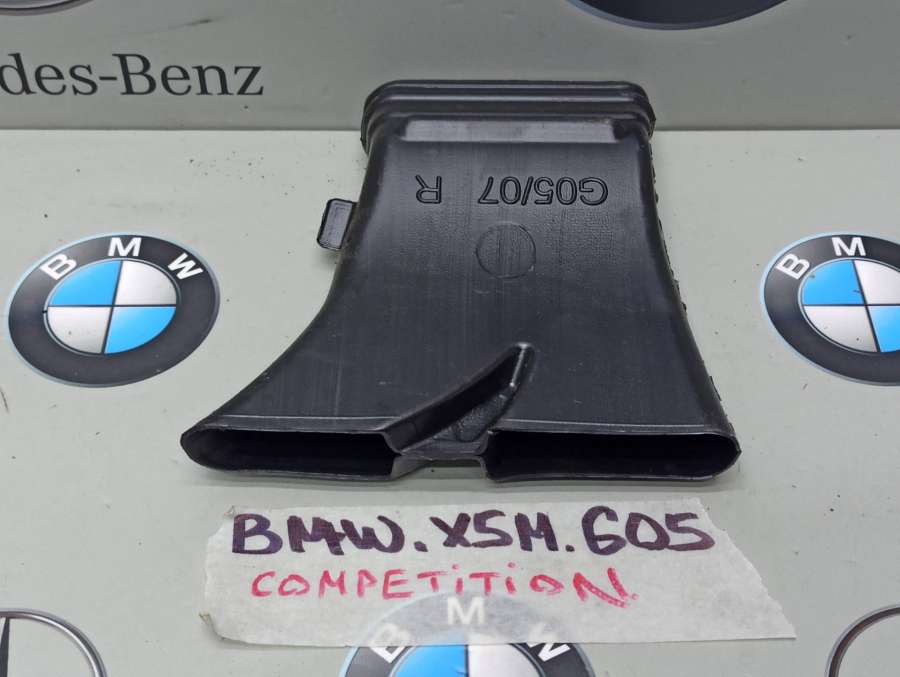 des-Benz
G05/07 R
BMW
BMW
BMW.X5M.G05
COMPETITION
BMW